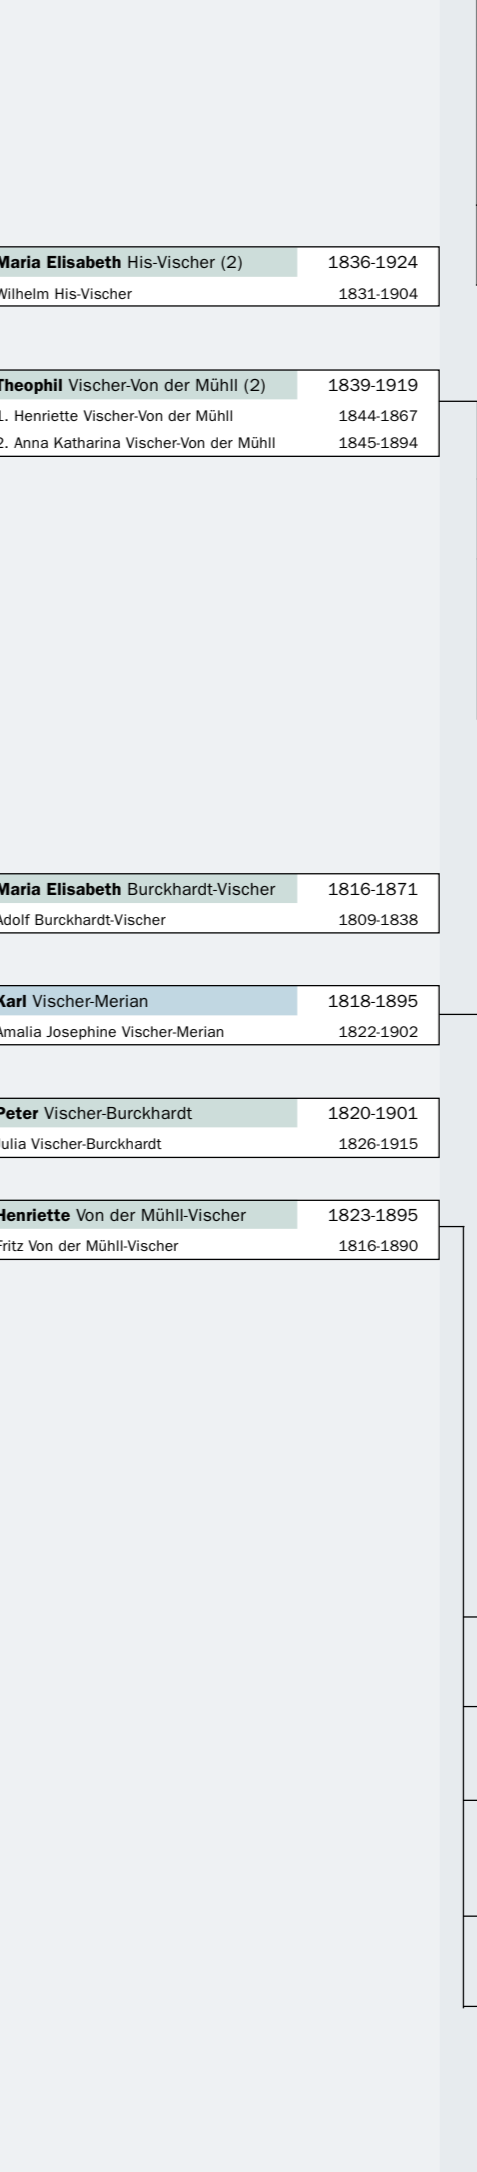 Maria Elisabeth His-Vischer (2) 1836-1924
Wilhelm His-Vischer 1831-1904
Theophil Vischer-Von der Mühll (2) 1839-1919
1. Henriette Vischer-Von der Mühll 1844-1867
2. Anna Katharina Vischer-Von der Mühll 1845-1894
Maria Elisabeth Burckhardt-Vischer 1816-1871
Adolf Burckhardt-Vischer 1809-1838
Karl Vischer-Merian 1818-1895
Amalia Josephine Vischer-Merian 1822-1902
Peter Vischer-Burckhardt 1820-1901
Julia Vischer-Burckhardt 1826-1915
Henriette Von der Mühll-Vischer 1823-1895
Fritz Von der Mühll-Vischer 1816-1890